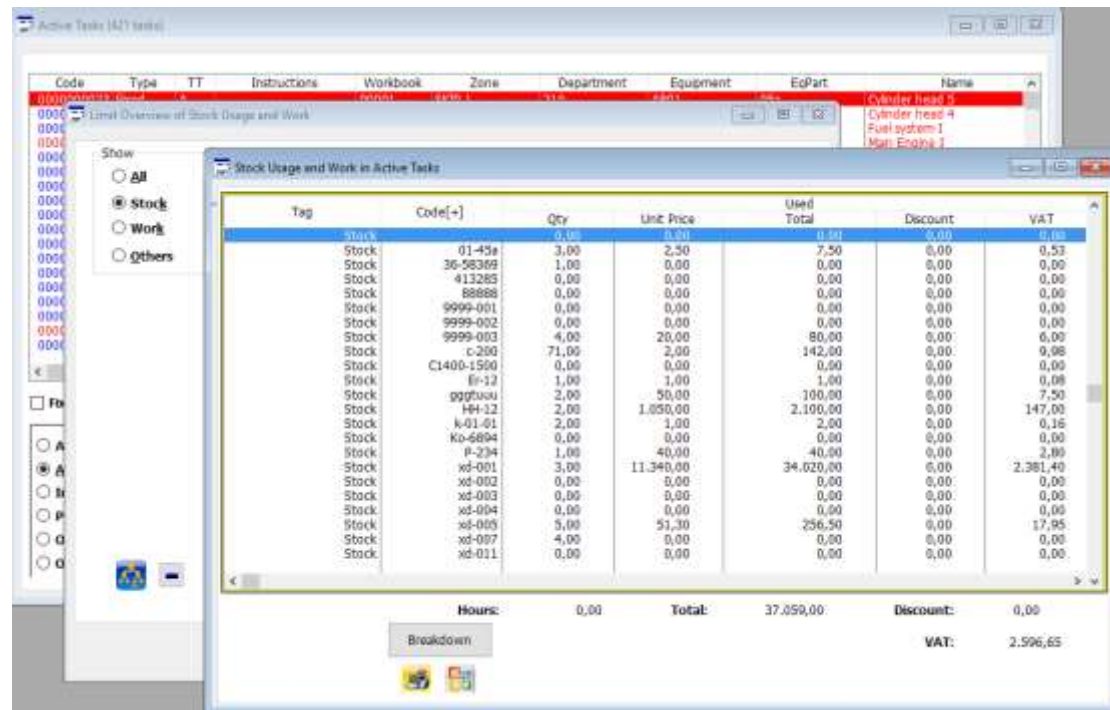 Active Tasks (421 tasks)
Code Type TT Instructions Workbook Zone Department Equipment EqPart Name
Cylinder head 5
Cylinder head 4
Fuel system I
Main Engine I
Limit Overview of Stock Usage and Work
Show
All
Stock
Work
Others
Stock Usage and Work in Active Tasks
Used
Tag Code[+] Qty Unit Price Total Discount VAT
Stock 0,00 0,00 0,00 0,00 0,00
Stock 01-45a 3,00 2,50 7,50 0,00 0,53
Stock 36-58369 1,00 0,00 0,00 0,00 0,00
Stock 413285 0,00 0,00 0,00 0,00 0,00
Stock 88888 0,00 0,00 0,00 0,00 0,00
Stock 9999-001 0,00 0,00 0,00 0,00 0,00
Stock 9999-002 0,00 0,00 0,00 0,00 0,00
Stock 9999-003 4,00 20,00 80,00 0,00 6,00
Stock c-200 71,00 2,00 142,00 0,00 9,98
Stock C1400-1500 0,00 0,00 0,00 0,00 0,00
Stock Er-12 1,00 1,00 1,00 0,00 0,08
Stock gggtuuu 2,00 50,00 100,00 0,00 7,50
Stock HH-12 2,00 1.050,00 2.100,00 0,00 147,00
Stock k-01-01 2,00 1,00 2,00 0,00 0,16
Stock Ko-6894 0,00 0,00 0,00 0,00 0,00
Stock P-234 1,00 40,00 40,00 0,00 2,80
Stock xd-001 3,00 11.340,00 34.020,00 0,00 2.381,40
Stock xd-002 0,00 0,00 0,00 0,00 0,00
Stock xd-003 0,00 0,00 0,00 0,00 0,00
Stock xd-004 0,00 0,00 0,00 0,00 0,00
Stock xd-005 5,00 51,30 256,50 0,00 17,95
Stock xd-007 4,00 0,00 0,00 0,00 0,00
Stock xd-011 0,00 0,00 0,00 0,00 0,00
Hours: 0,00 Total: 37.059,00 Discount: 0,00
Breakdown
VAT: 2.596,65